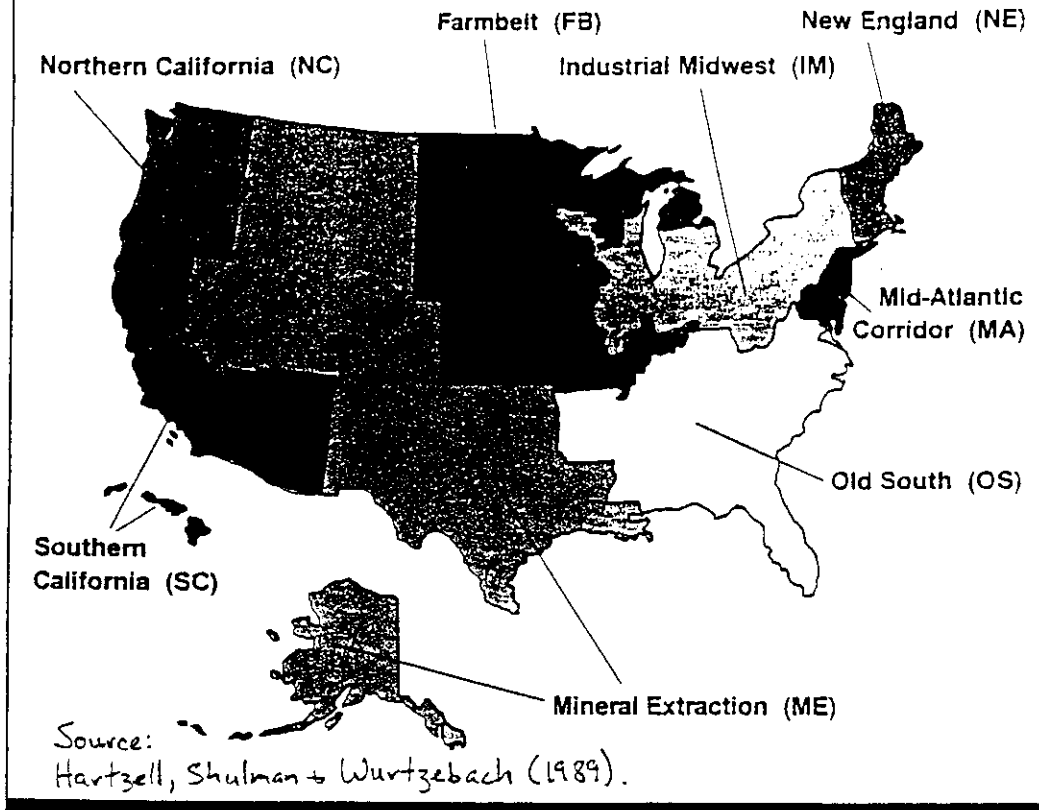 Farmbelt (FB)
New England (NE)
Northern California (NC)
Industrial Midwest (IM)
Mid-Atlantic
Corridor (MA)
Old South (OS)
Southern
California (SC)
Mineral Extraction (ME)
Source:
Hartzell, Shulman + Wurtzebach (1989).